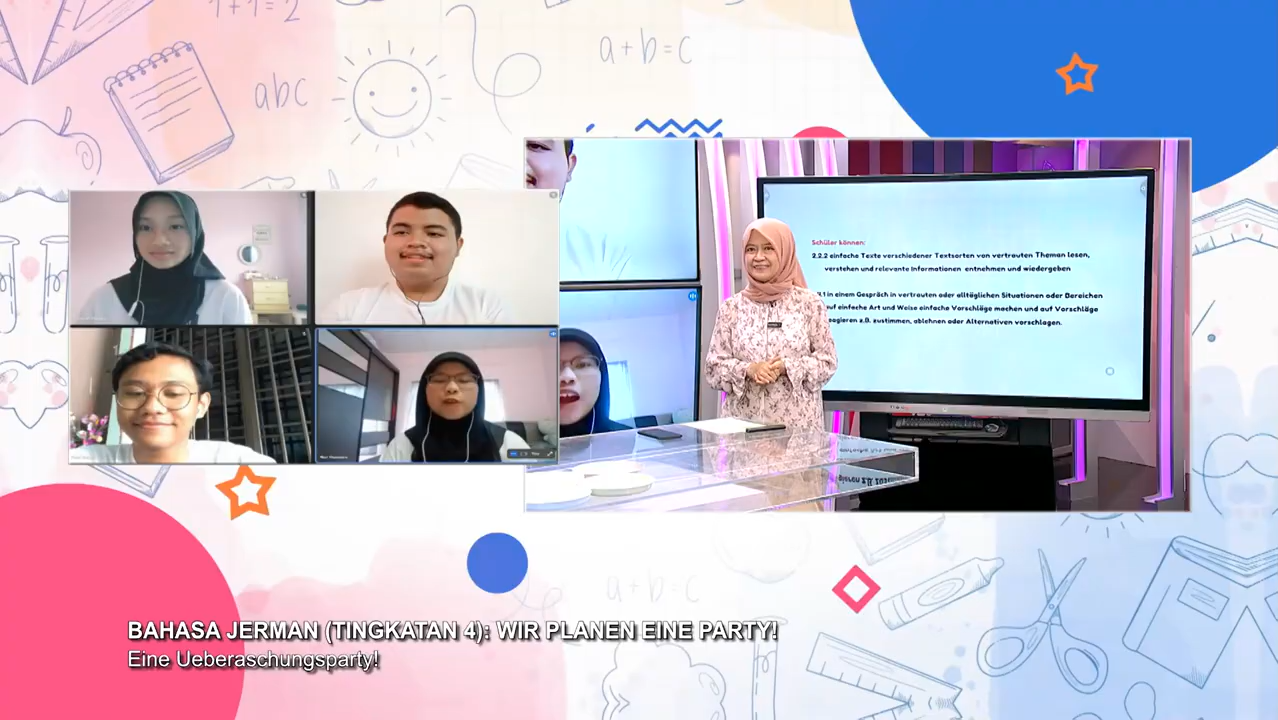 1+1=2
abc
a+b=c
Schüler können:
2.2.2 einfache Texte verschiedener Textsorten von vertrauten Theman lesen,
verstehen und relevante Informationen entnehmen und wiedergeben
.1 in einem Gespräch in vertrauten oder alltöglichen Situationen oder Bereichen
auf einfache Art und Weise einfache Vorschläge machen und auf Vorschläge
reagieren z.B. zustimmen, ablehnen oder Alternativen vorschlagen.
a+b=c
BAHASA JERMAN (TINGKATAN 4): WIR PLANEN EINE PARTY!
Eine Ueberaschungsparty!